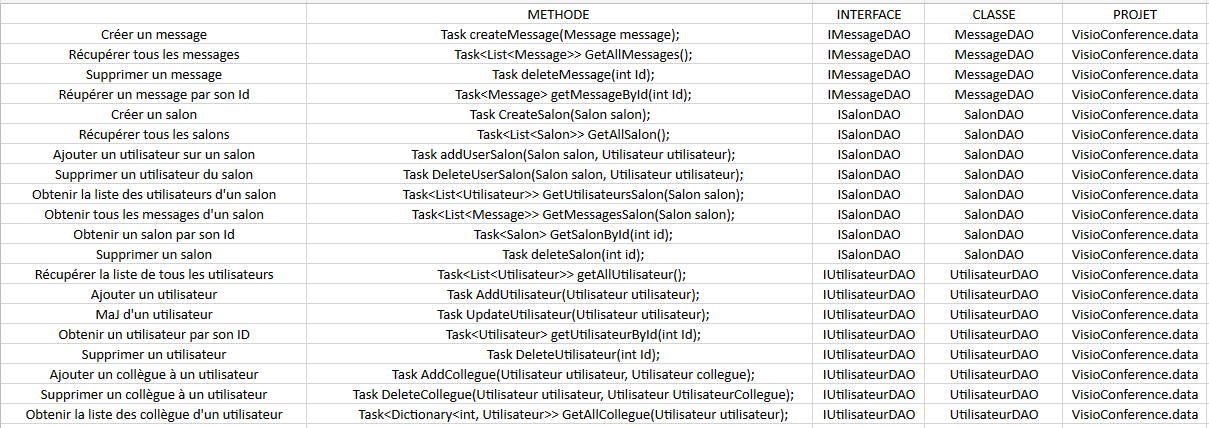 METHODE INTERFACE CLASSE PROJET
Créer un message Task createMessage(Message message); IMessageDAO MessageDAO VisioConference.data
Récupérer tous les messages Task<List<Message>> GetAllMessages(); IMessageDAO MessageDAO VisioConference.data
Supprimer un message Task deleteMessage(int Id); IMessageDAO MessageDAO VisioConference.data
Réupérer un message par son Id Task<Message> getMessageById(int Id); IMessageDAO MessageDAO VisioConference.data
Créer un salon Task CreateSalon(Salon salon); ISalonDAO SalonDAO VisioConference.data
Récupérer tous les salons Task<List<Salon>> GetAllSalon(); ISalonDAO SalonDAO VisioConference.data
Ajouter un utilisateur sur un salon Task addUserSalon(Salon salon, Utilisateur utilisateur); ISalonDAO SalonDAO VisioConference.data
Supprimer un utilisateur du salon Task DeleteUserSalon(Salon salon, Utilisateur utilisateur); ISalonDAO SalonDAO VisioConference.data
Obtenir la liste des utilisateurs d'un salon Task<List<Utilisateur>> GetUtilisateursSalon(Salon salon); ISalonDAO SalonDAO VisioConference.data
Obtenir tous les messages d'un salon Task<List<Message>> GetMessagesSalon(Salon salon); ISalonDAO SalonDAO VisioConference.data
Obtenir un salon par son Id Task<Salon> GetSalonById(int id); ISalonDAO SalonDAO VisioConference.data
Supprimer un salon Task deleteSalon(int id); ISalonDAO SalonDAO VisioConference.data
Récupérer la liste de tous les utilisateurs Task<List<Utilisateur>> getAllUtilisateur(); IUtilisateurDAO UtilisateurDAO VisioConference.data
Ajouter un utilisateur Task AddUtilisateur(Utilisateur utilisateur); IUtilisateurDAO UtilisateurDAO VisioConference.data
MaJ d'un utilisateur Task UpdateUtilisateur(Utilisateur utilisateur); IUtilisateurDAO UtilisateurDAO VisioConference.data
Obtenir un utilisateur par son ID Task<Utilisateur> getUtilisateurById(int Id); IUtilisateurDAO UtilisateurDAO VisioConference.data
Supprimer un utilisateur Task DeleteUtilisateur(int Id); IUtilisateurDAO UtilisateurDAO VisioConference.data
Ajouter un collègue à un utilisateur Task AddCollegue(Utilisateur utilisateur, Utilisateur collegue); IUtilisateurDAO UtilisateurDAO VisioConference.data
Supprimer un collègue à un utilisateur Task DeleteCollegue(Utilisateur utilisateur, Utilisateur UtilisateurCollegue); IUtilisateurDAO UtilisateurDAO VisioConference.data
Obtenir la liste des collègue d'un utilisateur Task<Dictionary<int, Utilisateur>> GetAllCollegue(Utilisateur utilisateur); IUtilisateurDAO UtilisateurDAO VisioConference.data